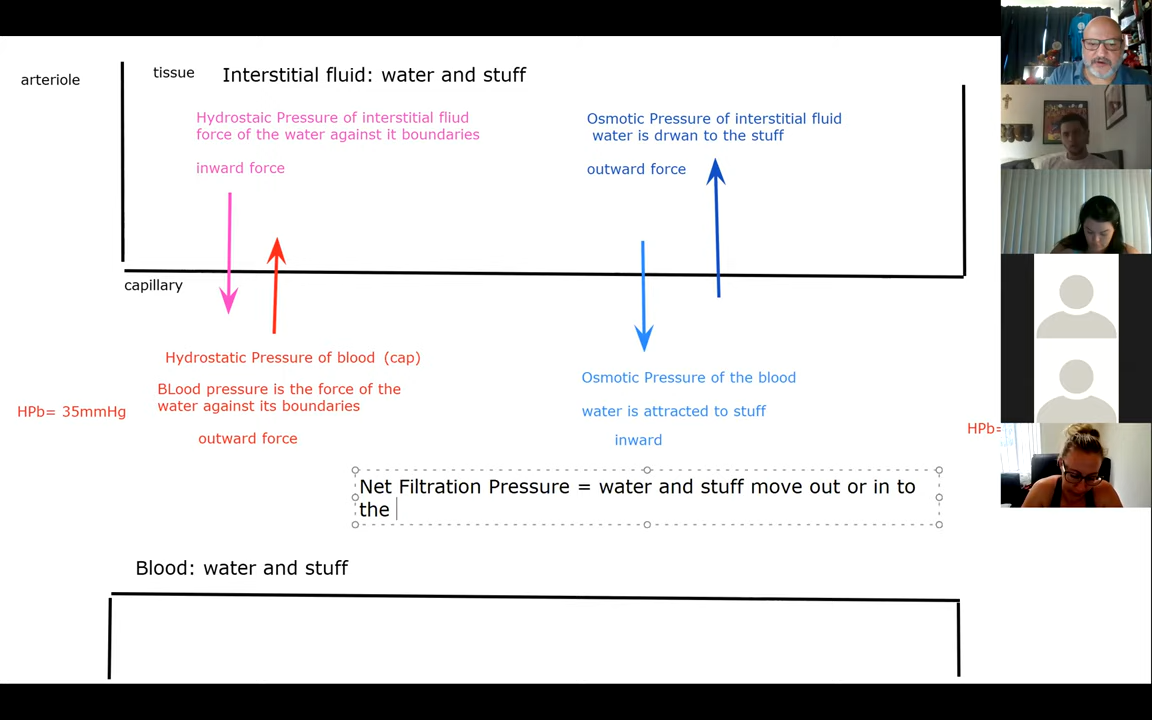 arteriole
tissue
Interstitial fluid: water and stuff
Hydrostaic Pressure of interstitial fliud
force of the water against it boundaries
inward force
Osmotic Pressure of interstitial fluid
water is drwan to the stuff
outward force
capillary
Hydrostatic Pressure of blood (cap)
BLood pressure is the force of the
water against its boundaries
outward force
HPb= 35mmHg
Osmotic Pressure of the blood
water is attracted to stuff
inward
HPb=
Net Filtration Pressure = water and stuff move out or in to
the
Blood: water and stuff